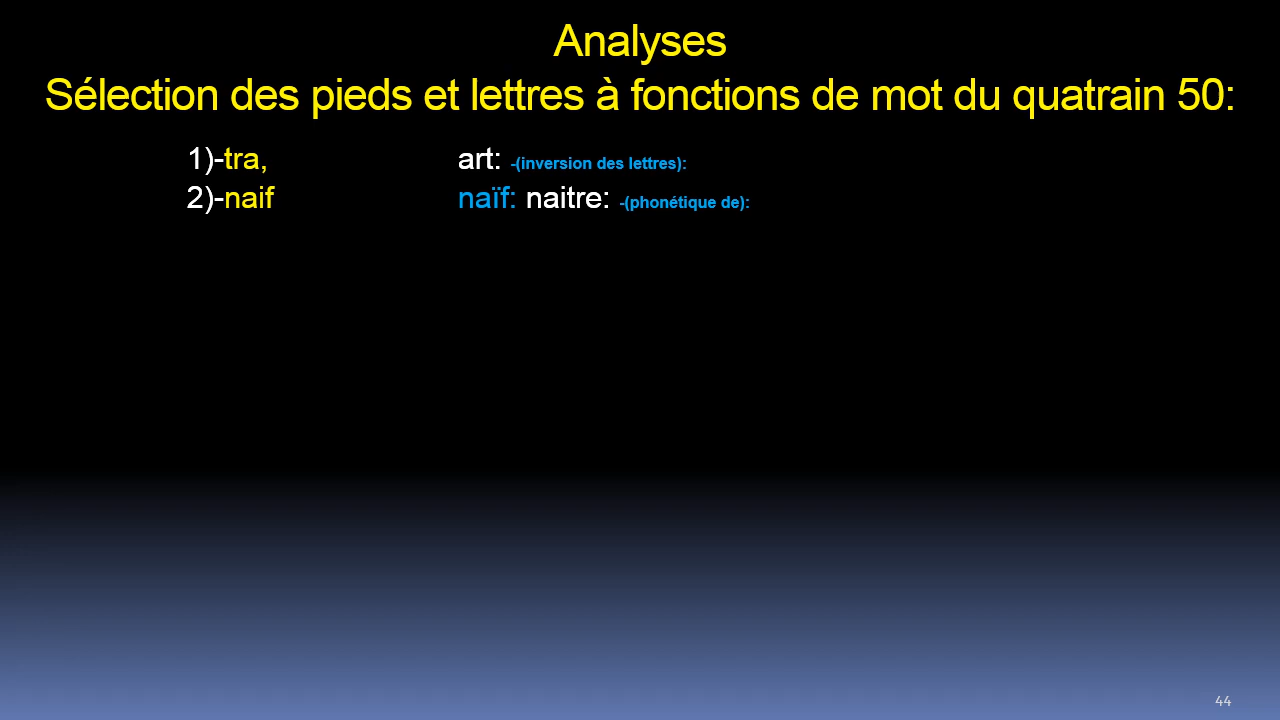 Analyses
Sélection des pieds et lettres à fonctions de mot du quatrain 50:
1)-tra, art: -(inversion des lettres):
2)-naif naïf: naitre: -(phonétique de):
44